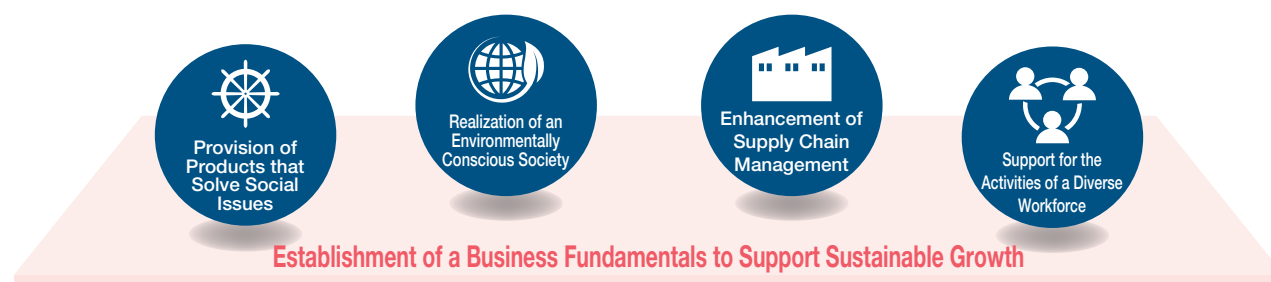 Provision of
Products that
Solve Social
Issues
Realization of an
Environmentally
Conscious Society
Enhancement of
Supply Chain
Management
Support for the
Activities of a Diverse
Workforce
Establishment of a Business Fundamentals to Support Sustainable Growth